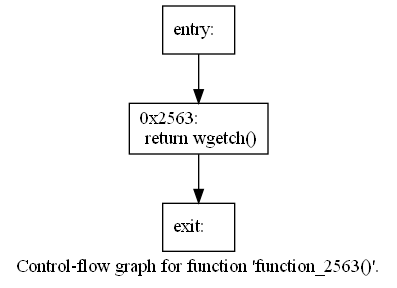 entry:
0x2563:
return wgetch()
exit:
Control-flow graph for function 'function_2563()'.